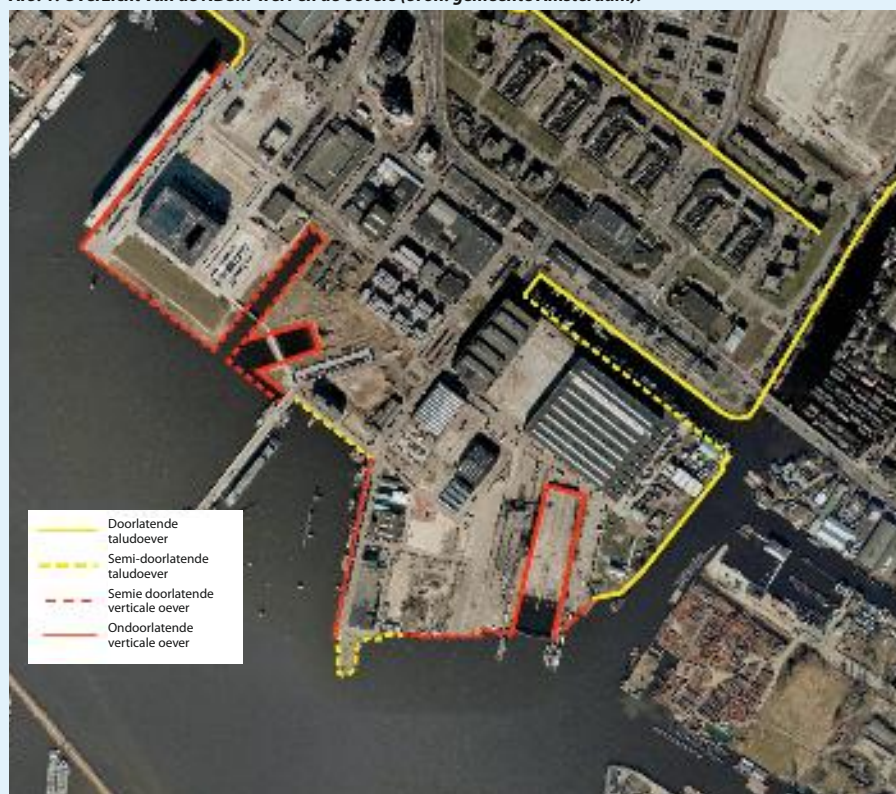 Doorlatende
taludoever
Semi-doorlatende
taludoever
Semie doorlatende
verticale oever
Ondoorlatende
verticale oever